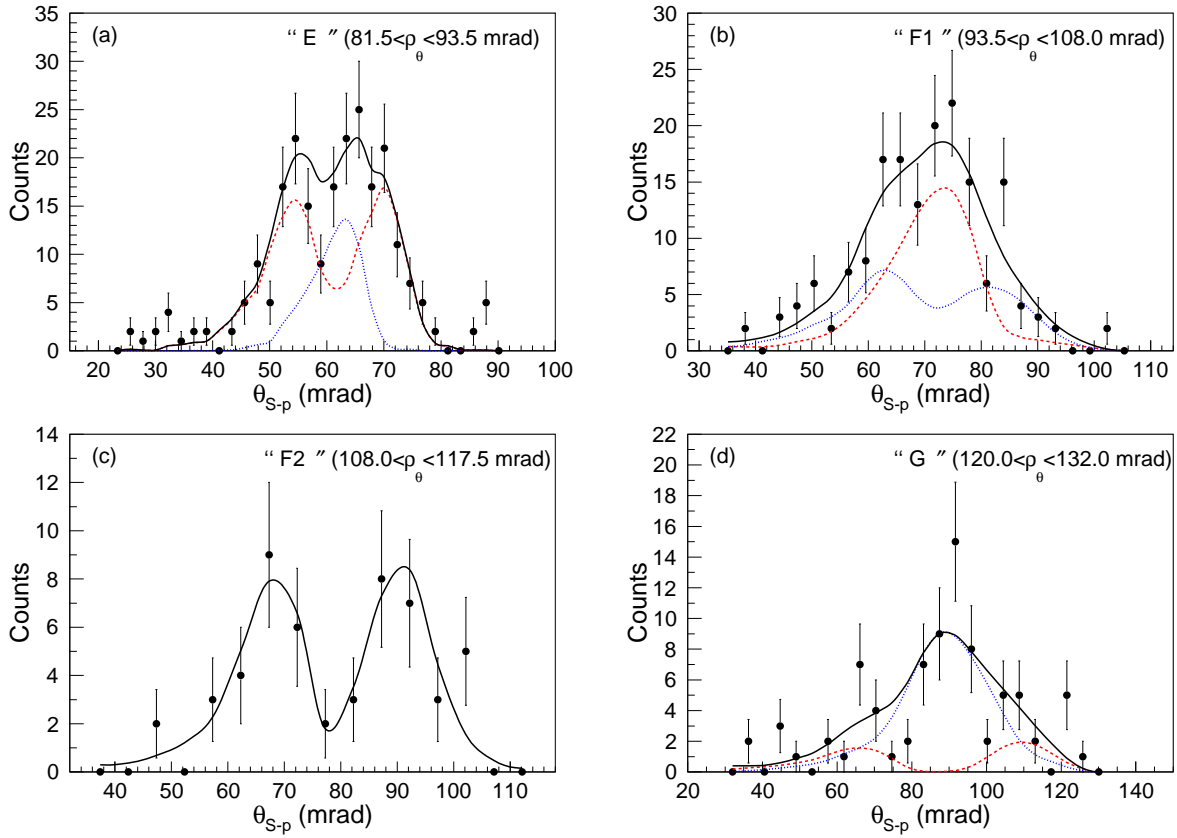 (a)
“ E ” (81.5<ρθ<93.5 mrad)
Counts
35
30
25
20
15
10
5
0
20 30 40 50 60 70 80 90 100
θS-p (mrad)
(b)
“ F1 ” (93.5<ρθ<108.0 mrad)
Counts
30
25
20
15
10
5
0
30 40 50 60 70 80 90 100 110
θS-p (mrad)
(c)
“ F2 ” (108.0<ρθ<117.5 mrad)
Counts
14
12
10
8
6
4
2
0
40 50 60 70 80 90 100 110
θS-p (mrad)
(d)
“ G ” (120.0<ρθ<132.0 mrad)
Counts
22
20
18
16
14
12
10
8
6
4
2
0
20 40 60 80 100 120 140
θS-p (mrad)